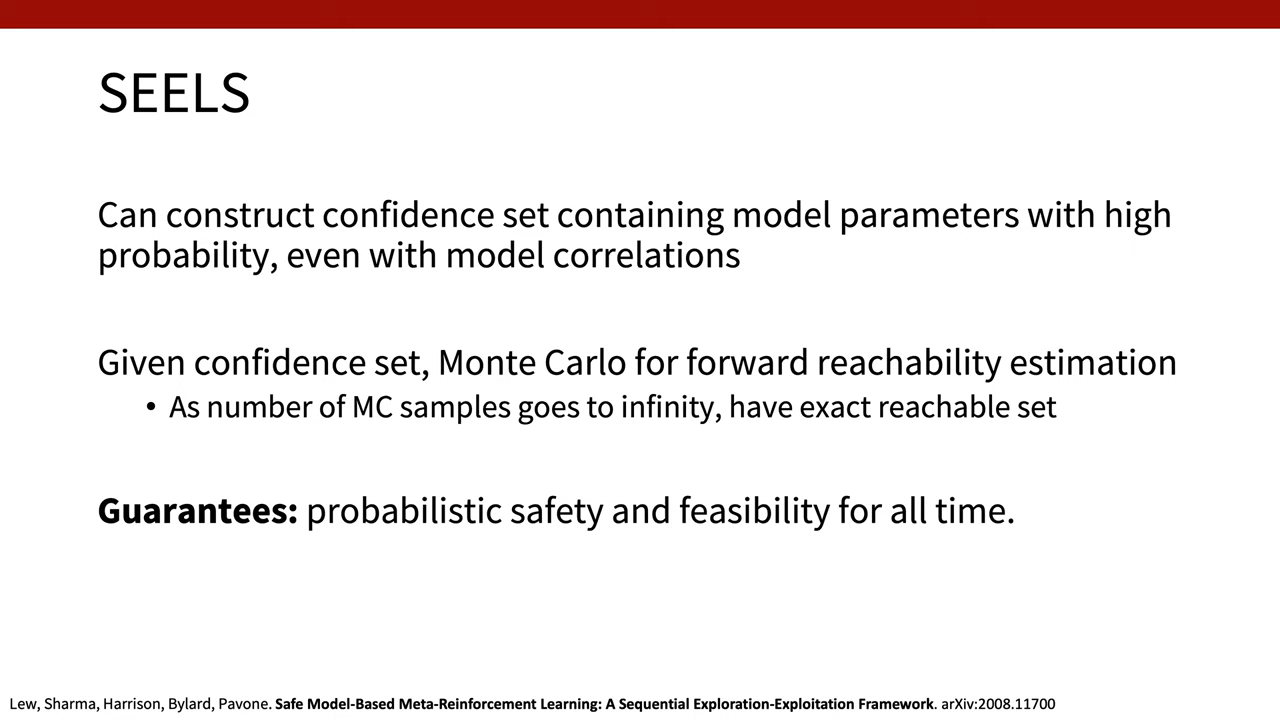 SEELS
Can construct confidence set containing model parameters with high
probability, even with model correlations
Given confidence set, Monte Carlo for forward reachability estimation
• As number of MC samples goes to infinity, have exact reachable set
Guarantees: probabilistic safety and feasibility for all time.
Lew, Sharma, Harrison, Bylard, Pavone. Safe Model-Based Meta-Reinforcement Learning: A Sequential Exploration-Exploitation Framework. arXiv:2008.11700